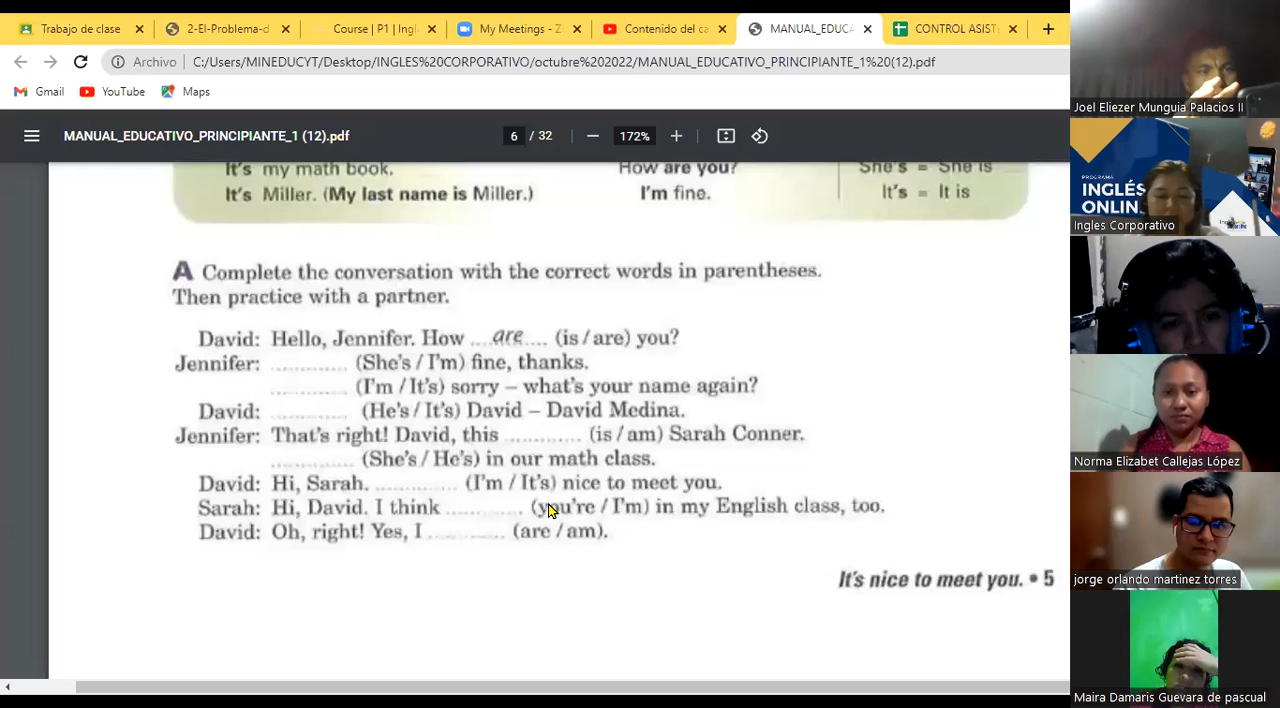 Trabajo de clase
2-El-Problema-d
Course | P1 | Ingl
My Meetings - Z
Contenido del ca
MANUAL_EDUCA
CONTROL ASIST
Archivo C:/Users/MINEDUCYT/Desktop/INGLES%20CORPORATIVO/octubre%202022/MANUAL_EDUCATIVO_PRINCIPIANTE_1%20(12).pdf
Gmail YouTube Maps
MANUAL_EDUCATIVO_PRINCIPIANTE_1 (12).pdf 6 / 32 172%
It's my math book. How are you? She's = She is
It's Miller. (My last name is Miller.) I'm fine. It's = It is
A Complete the conversation with the correct words in parentheses.
Then practice with a partner.
David: Hello, Jennifer. How ....are.... (is / are) you?
Jennifer: ............ (She's / I'm) fine, thanks.
............ (I'm / It's) sorry – what's your name again?
David: ............ (He's / It's) David – David Medina.
Jennifer: That's right! David, this ............ (is / am) Sarah Conner.
............ (She's / He's) in our math class.
David: Hi, Sarah. ............ (I'm / It's) nice to meet you.
Sarah: Hi, David. I think ............ (you're / I'm) in my English class, too.
David: Oh, right! Yes, I ............ (are / am).
It's nice to meet you. • 5
Joel Eliezer Munguia Palacios II
PROGRAMA
INGLÉS
ONLIN
Ingles Corporativo
Norma Elizabet Callejas López
jorge orlando martinez torres
Maira Damaris Guevara de pascual